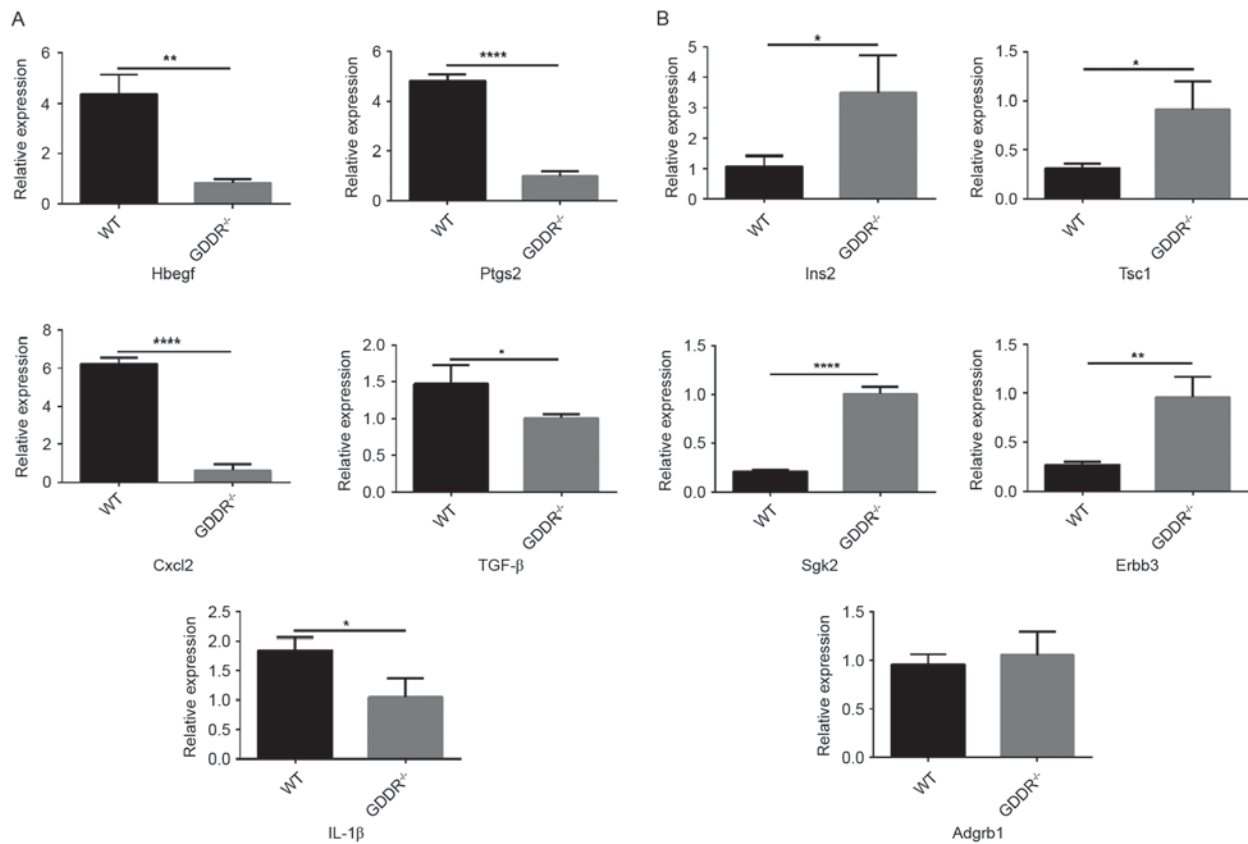 A
Relative expression
6
4
2
0
**
WT
GDDR-/-
Hbegf
Relative expression
6
4
2
0
****
WT
GDDR-/-
Ptgs2
B
Relative expression
5
4
3
2
1
0
*
WT
GDDR-/-
Ins2
Relative expression
1.5
1.0
0.5
0.0
*
WT
GDDR-/-
Tsc1
Relative expression
8
6
4
2
0
****
WT
GDDR-/-
Cxcl2
Relative expression
2.0
1.5
1.0
0.5
0.0
*
WT
GDDR-/-
TGF-β
Relative expression
1.5
1.0
0.5
0.0
****
WT
GDDR-/-
Sgk2
Relative expression
1.5
1.0
0.5
0.0
**
WT
GDDR-/-
Erbb3
Relative expression
2.5
2.0
1.5
1.0
0.5
0.0
*
WT
GDDR-/-
IL-1β
Relative expression
1.5
1.0
0.5
0.0
WT
GDDR-/-
Adgrb1